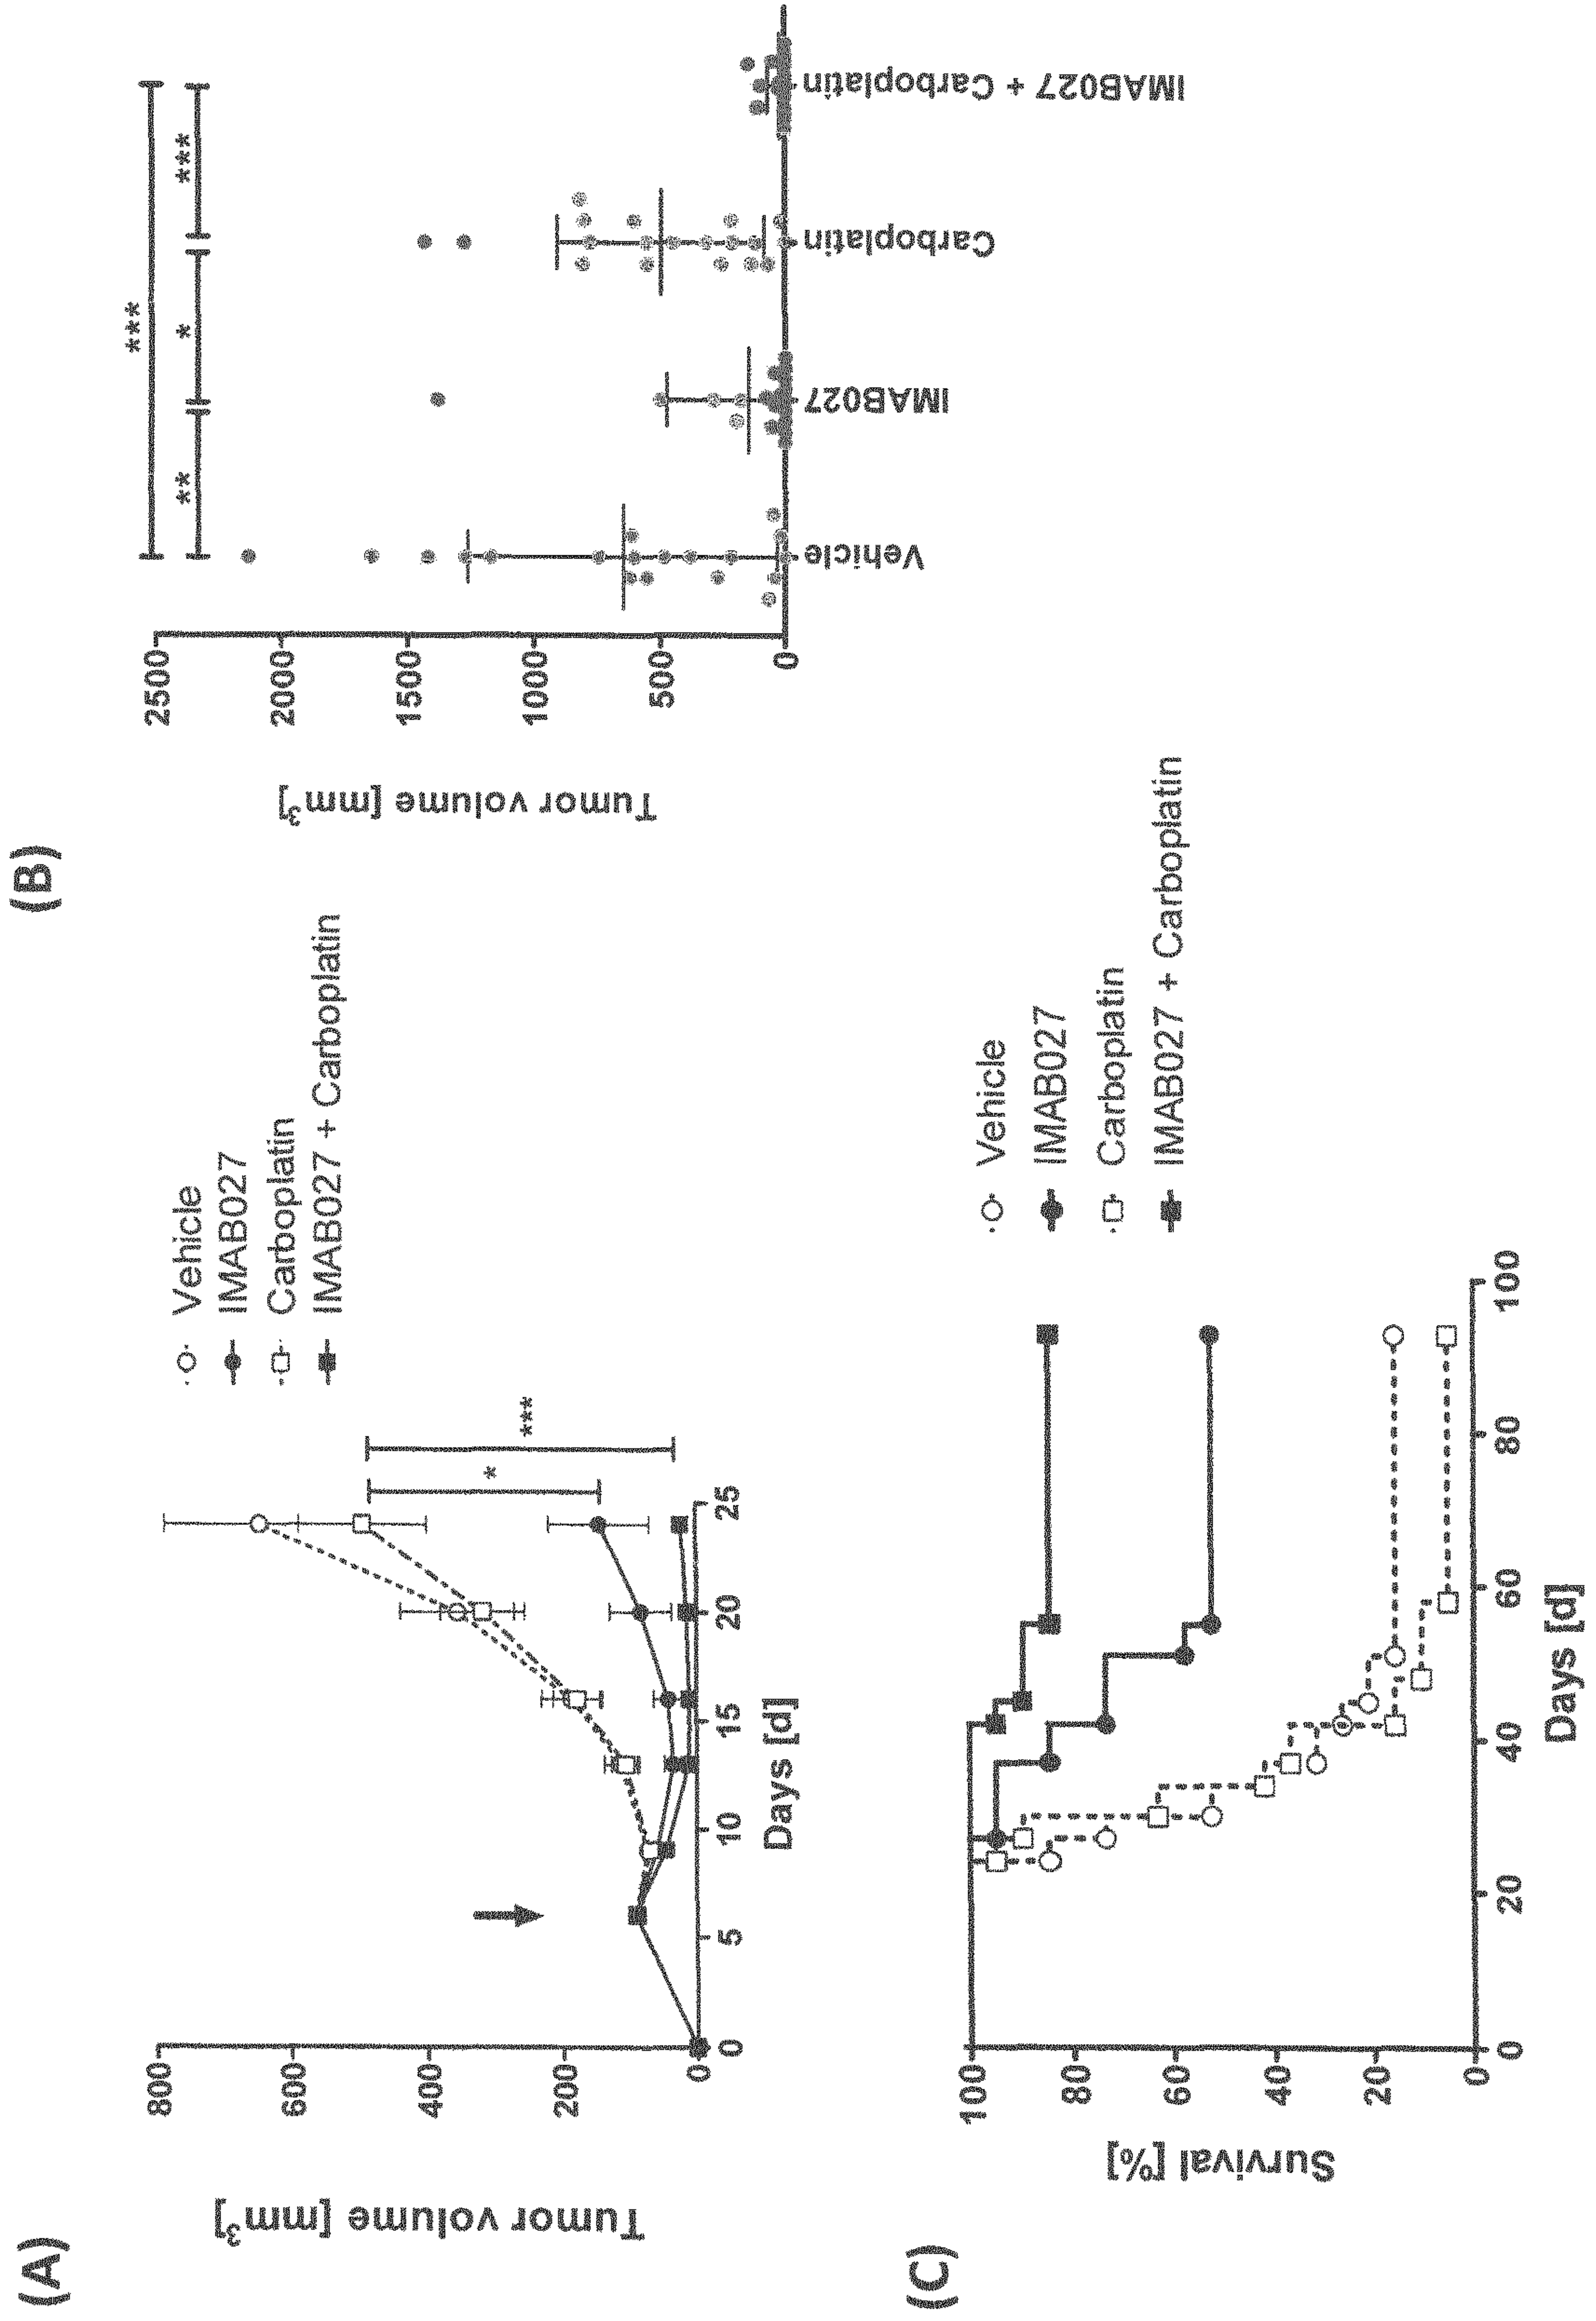 (A)
Tumor volume [mm³]
800
600
400
200
0
0
5
10
15
20
25
Days [d]
*
***
Vehicle
IMAB027
Carboplatin
IMAB027 + Carboplatin
(B)
Tumor volume [mm³]
2500
2000
1500
1000
500
0
***
**
*
***
Vehicle
IMAB027
Carboplatin
IMAB027 + Carboplatin
(C)
Survival [%]
100
80
60
40
20
0
0
20
40
60
80
100
Days [d]
Vehicle
IMAB027
Carboplatin
IMAB027 + Carboplatin